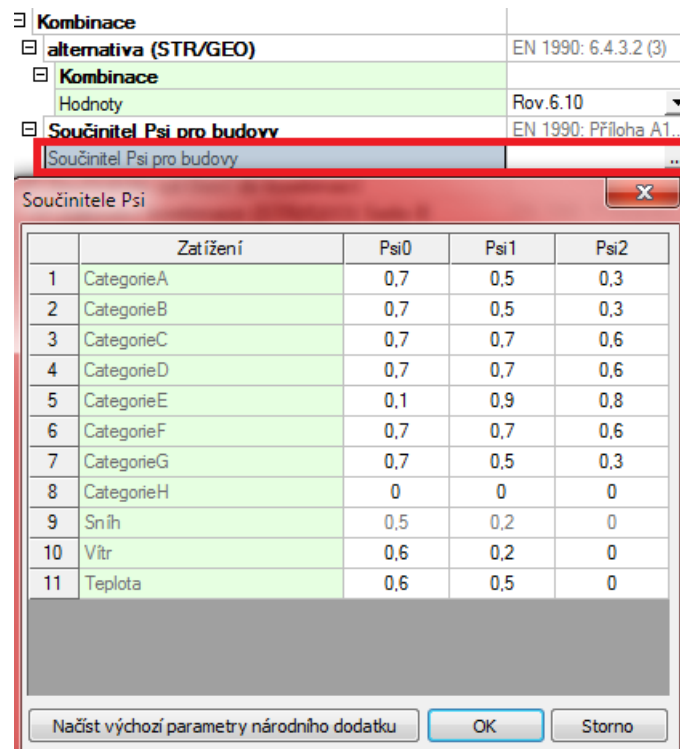 Kombinace
alternativa (STR/GEO) EN 1990: 6.4.3.2 (3)
Kombinace
Hodnoty Rov.6.10
Součinitel Psi pro budovy EN 1990: Příloha A1..
Součinitel Psi pro budovy ..
Součinitele Psi
Zatížení Psi0 Psi1 Psi2
1 CategorieA 0,7 0,5 0,3
2 CategorieB 0,7 0,5 0,3
3 CategorieC 0,7 0,7 0,6
4 CategorieD 0,7 0,7 0,6
5 CategorieE 0,1 0,9 0,8
6 CategorieF 0,7 0,7 0,6
7 CategorieG 0,7 0,5 0,3
8 CategorieH 0 0 0
9 Sníh 0,5 0,2 0
10 Vítr 0,6 0,2 0
11 Teplota 0,6 0,5 0
Načíst výchozí parametry národního dodatku OK Storno